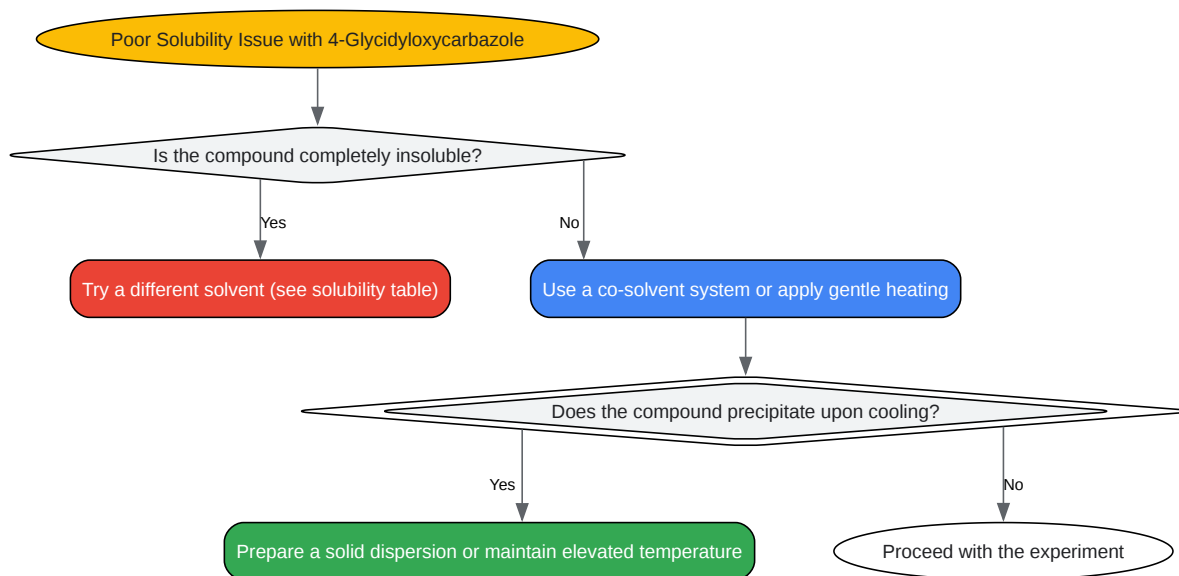 Poor Solubility Issue with 4-Glycidyloxycarbazole
Is the compound completely insoluble?
Yes
No
Try a different solvent (see solubility table)
Use a co-solvent system or apply gentle heating
Does the compound precipitate upon cooling?
Yes
No
Prepare a solid dispersion or maintain elevated temperature
Proceed with the experiment